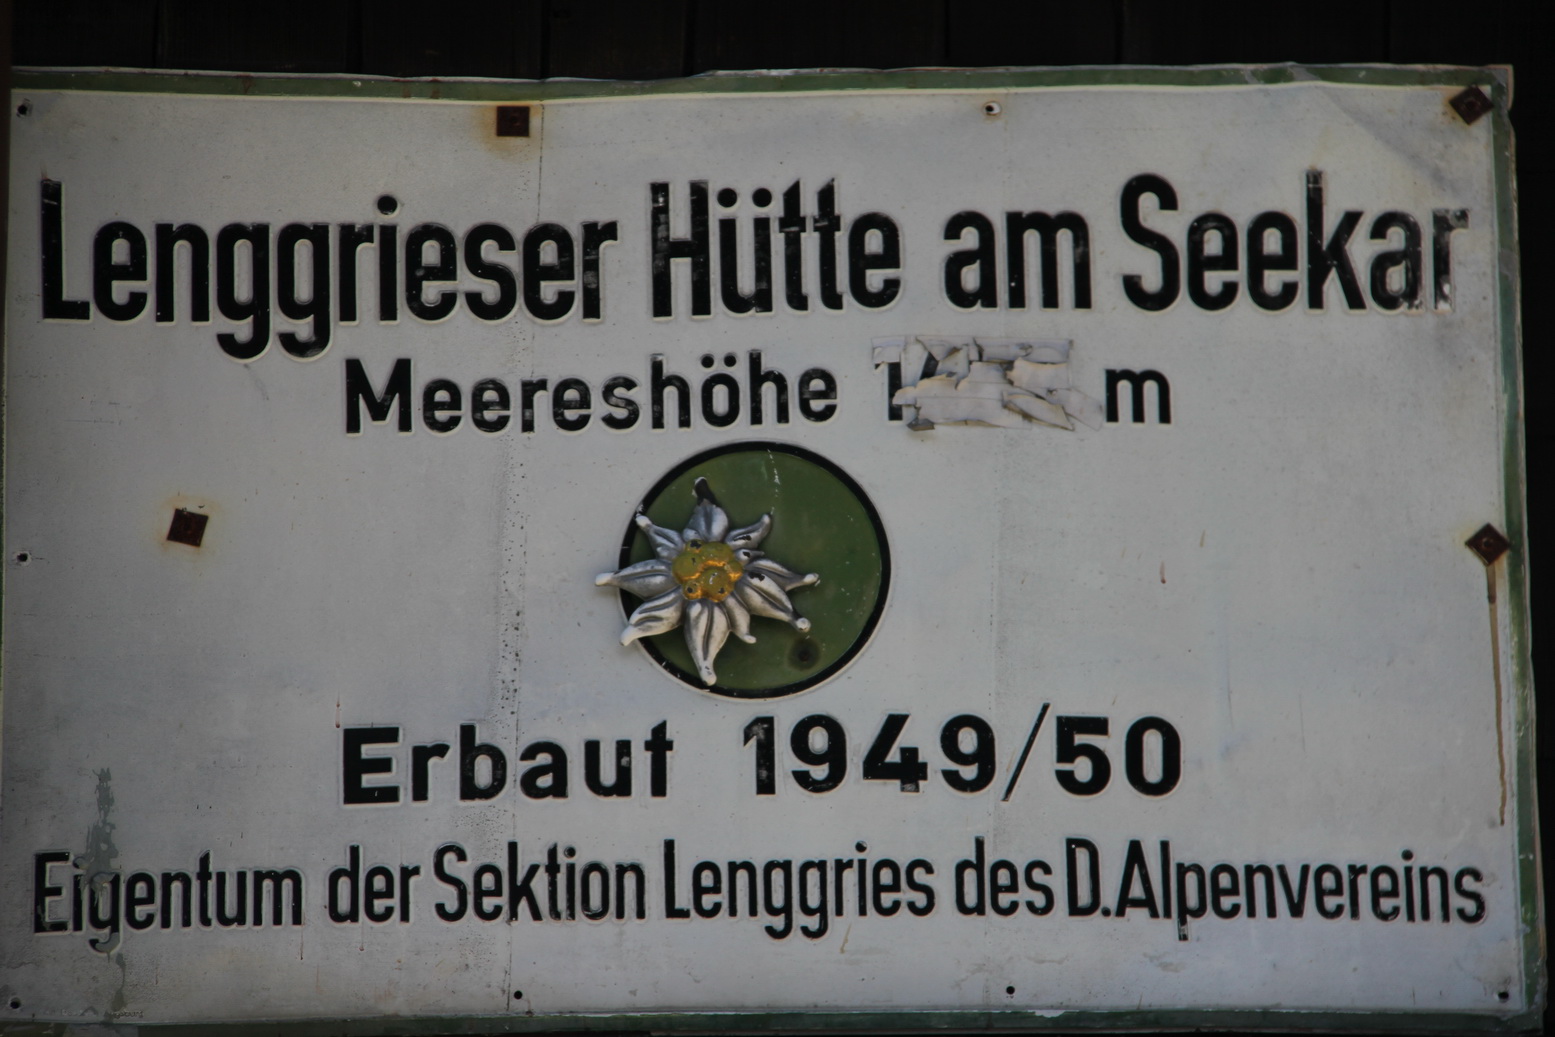 Lenggrieser Hütte am Seekar
Meereshöhe m
Erbaut 1949/50
Eigentum der Sektion Lenggries des D. Alpenvereins